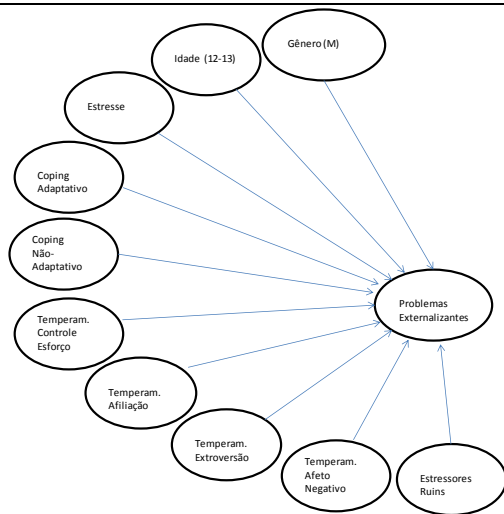 Gênero (M)
Idade (12-13)
Estresse
Coping
Adaptativo
Coping
Não-
Adaptativo
Temperam.
Controle
Esforço
Temperam.
Afiliação
Temperam.
Extroversão
Temperam.
Afeto
Negativo
Estressores
Ruins
Problemas
Externalizantes